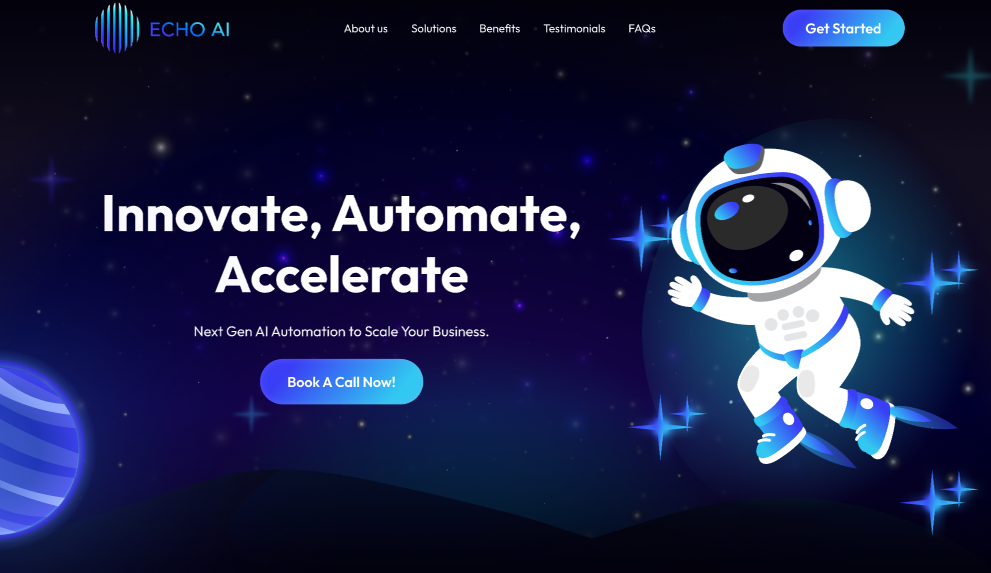 ECHO AI
About us
Solutions
Benefits
Testimonials
FAQs
Get Started
Innovate, Automate,
Accelerate
Next Gen AI Automation to Scale Your Business.
Book A Call Now!